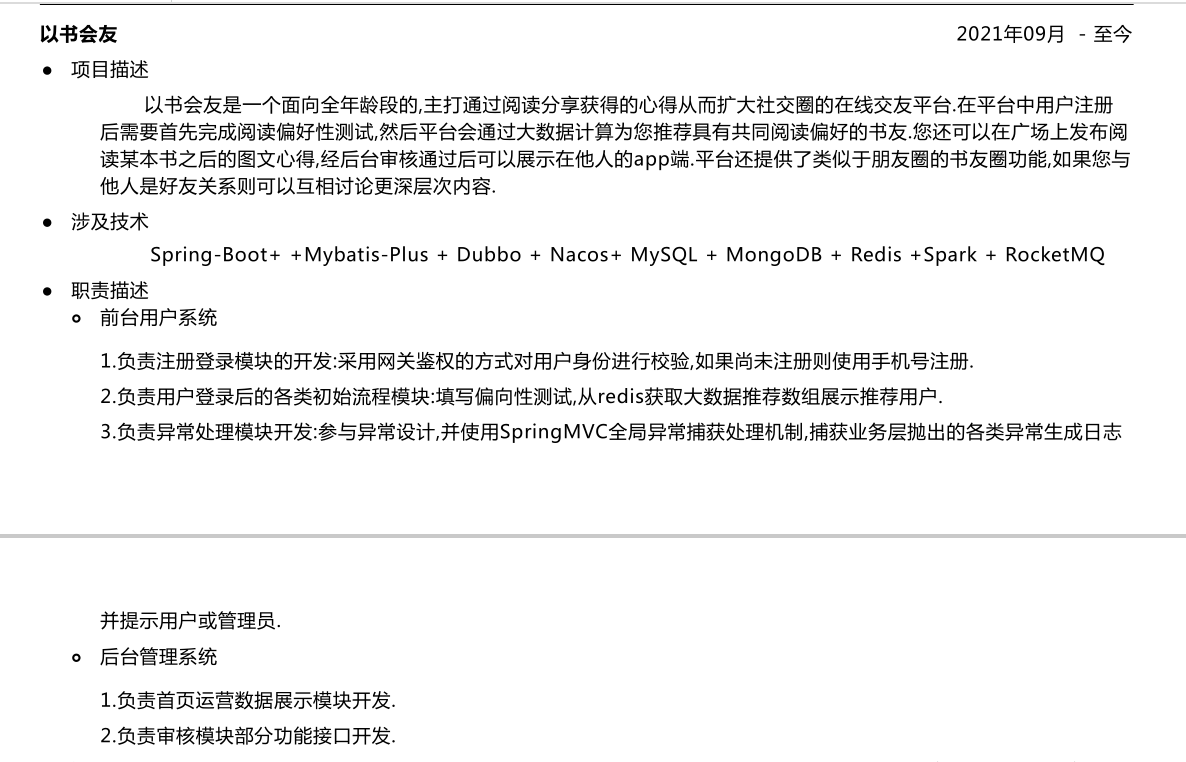 以书会友 2021年09月 - 至今
● 项目描述
以书会友是一个面向全年龄段的,主打通过阅读分享获得的心得从而扩大社交圈的在线交友平台.在平台中用户注册
后需要首先完成阅读偏好性测试,然后平台会通过大数据计算为您推荐具有共同阅读偏好的书友.您还可以在广场上发布阅
读某本书之后的图文心得,经后台审核通过后可以展示在他人的app端.平台还提供了类似于朋友圈的书友圈功能,如果您与
他人是好友关系则可以互相讨论更深层次内容.
● 涉及技术
Spring-Boot+ +Mybatis-Plus + Dubbo + Nacos+ MySQL + MongoDB + Redis +Spark + RocketMQ
● 职责描述
○ 前台用户系统
1.负责注册登录模块的开发:采用网关鉴权的方式对用户身份进行校验,如果尚未注册则使用手机号注册.
2.负责用户登录后的各类初始流程模块:填写偏向性测试,从redis获取大数据推荐数组展示推荐用户.
3.负责异常处理模块开发:参与异常设计,并使用SpringMVC全局异常捕获处理机制,捕获业务层抛出的各类异常生成日志
并提示用户或管理员.
○ 后台管理系统
1.负责首页运营数据展示模块开发.
2.负责审核模块部分功能接口开发.